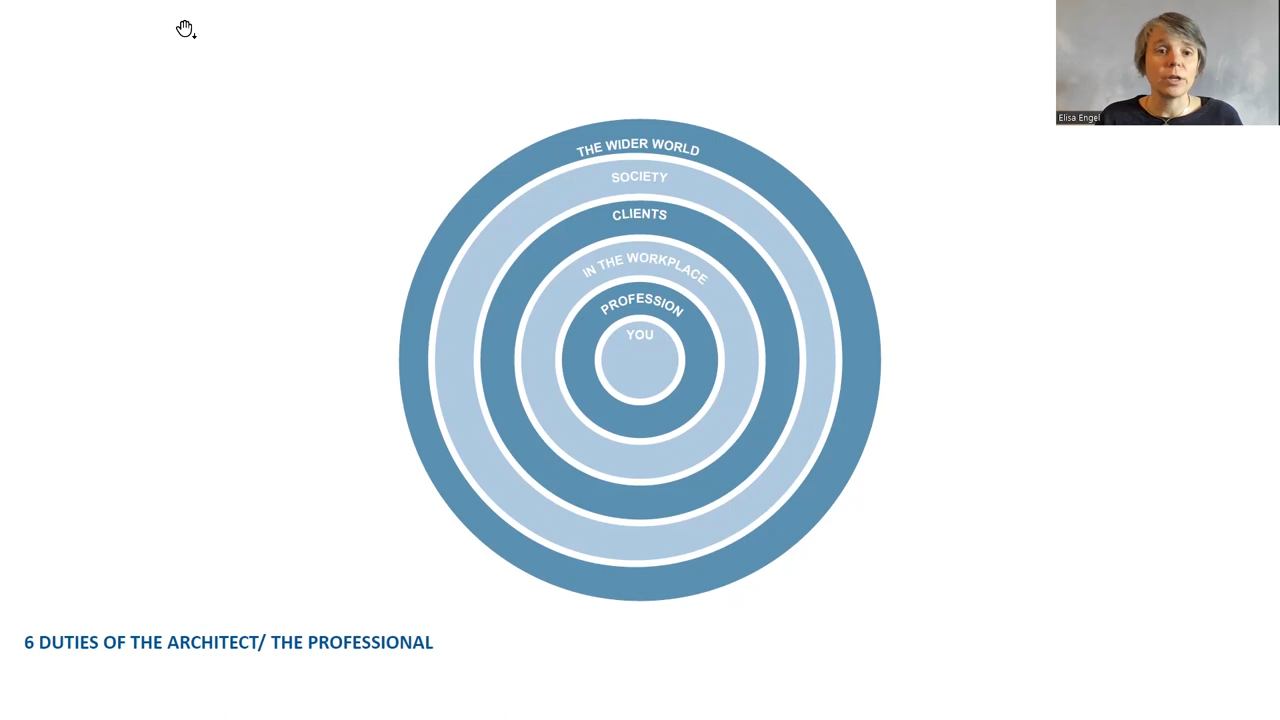 Elisa Engel
THE WIDER WORLD
SOCIETY
CLIENTS
IN THE WORKPLACE
PROFESSION
YOU
6 DUTIES OF THE ARCHITECT/ THE PROFESSIONAL